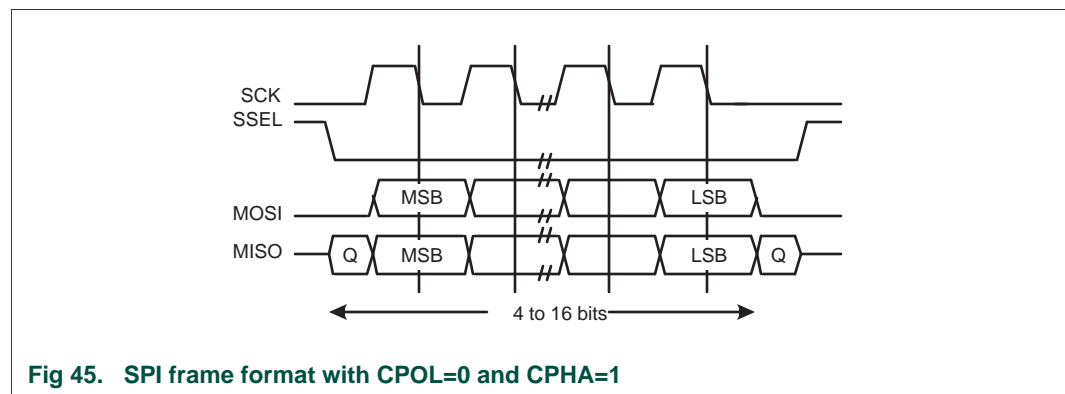 SCK
SSEL
MOSI MSB LSB
MISO Q MSB LSB Q
4 to 16 bits
Fig 45. SPI frame format with CPOL=0 and CPHA=1